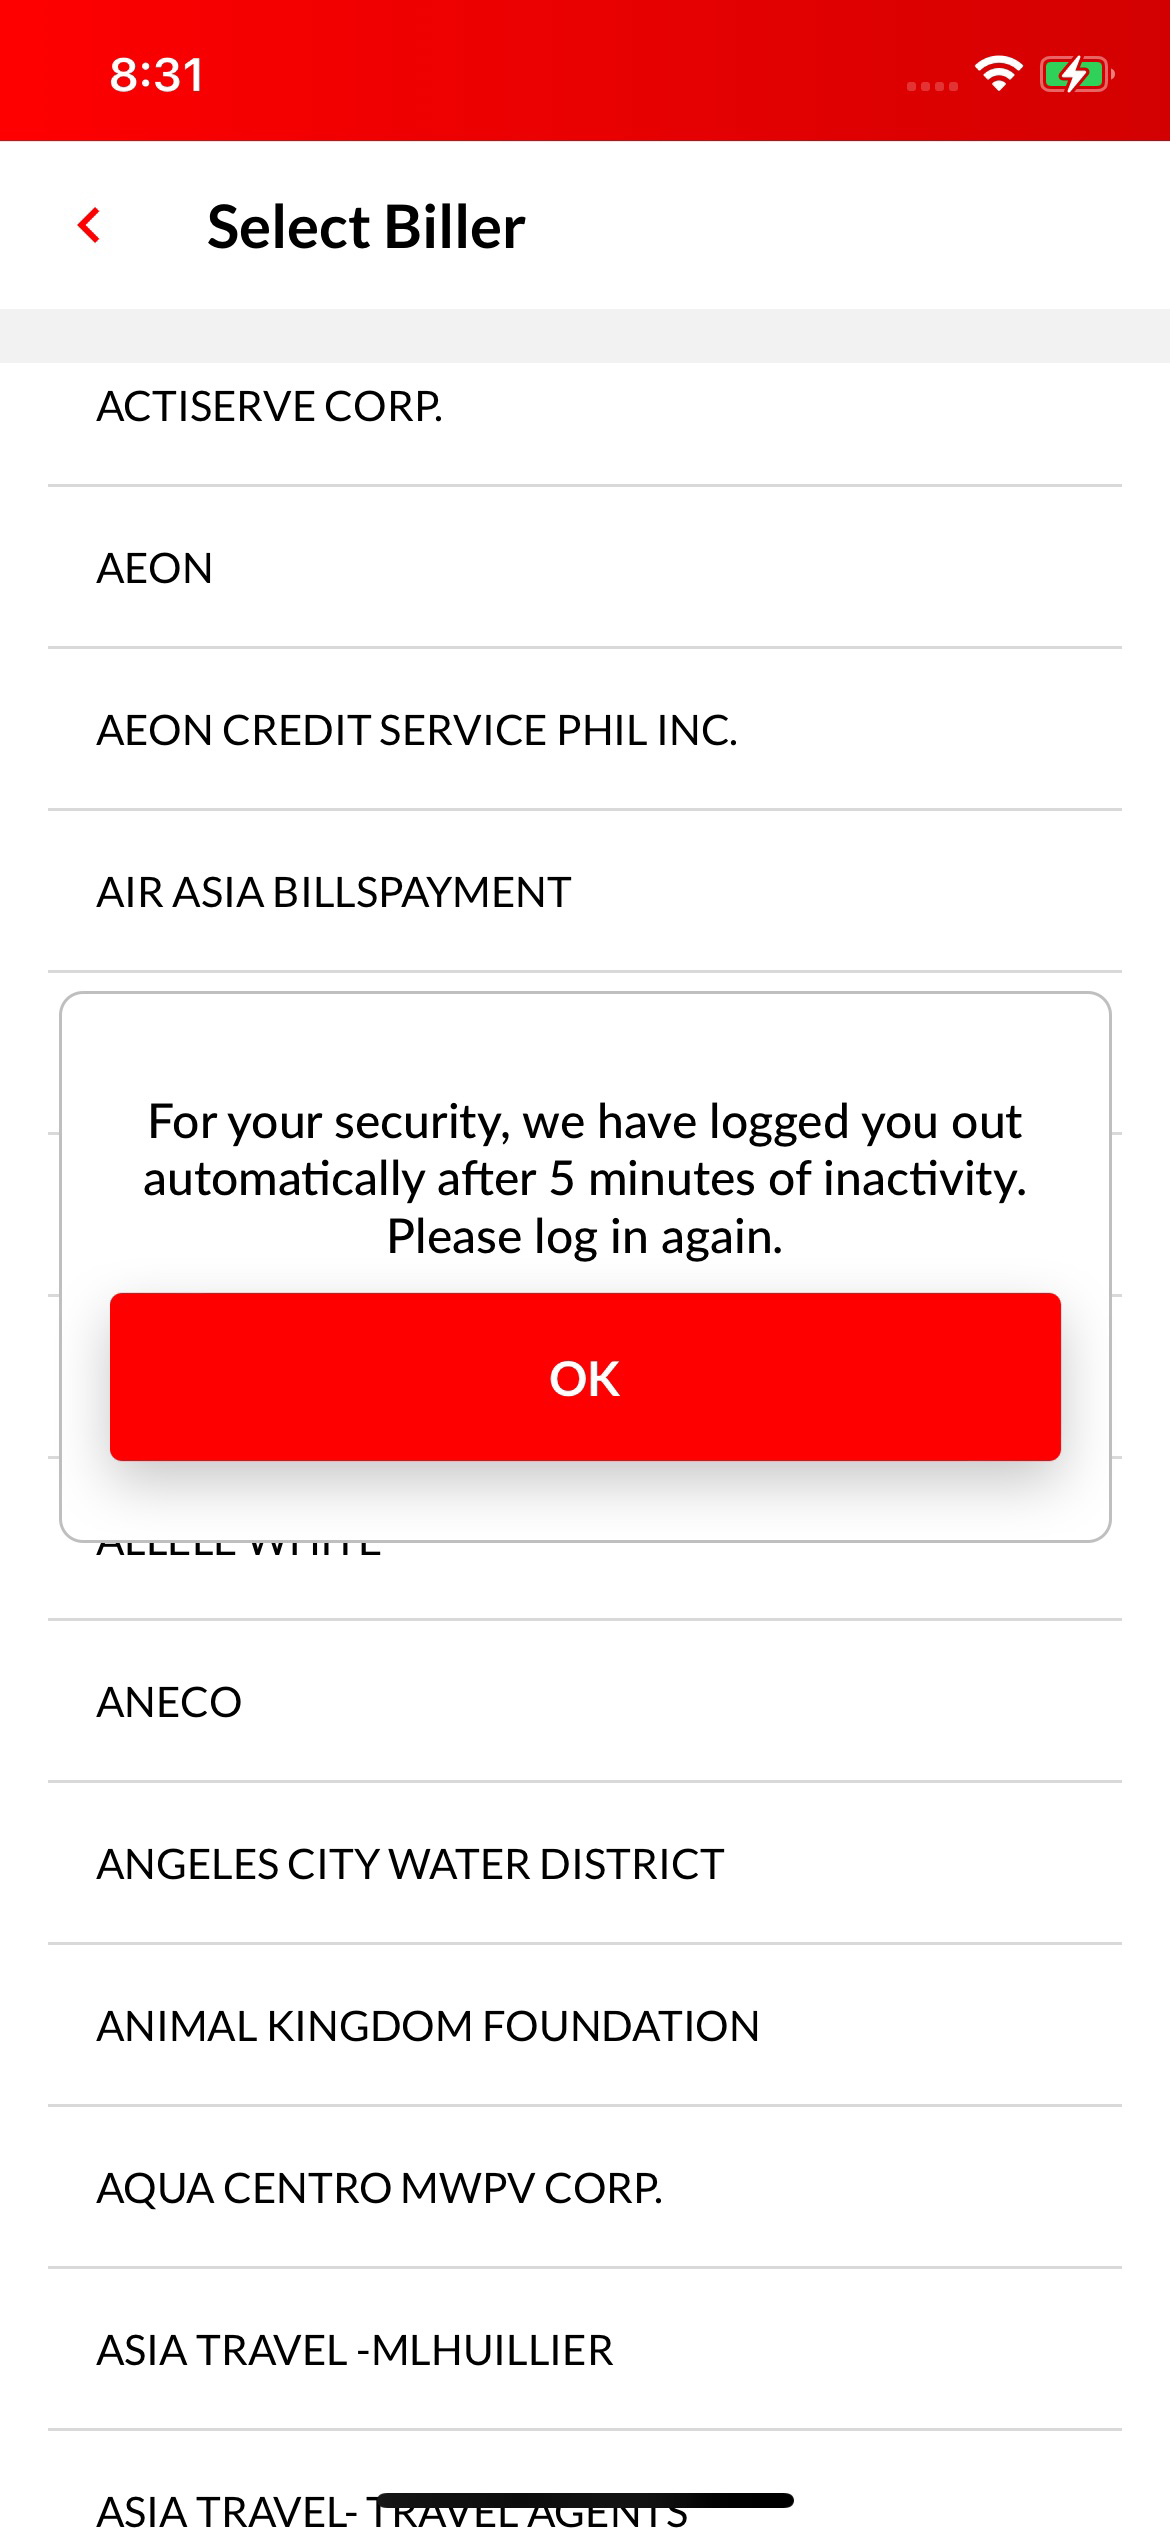 8:31
Select Biller
ACTISERVE CORP.
AEON
AEON CREDIT SERVICE PHIL INC.
AIR ASIA BILLSPAYMENT
For your security, we have logged you out
automatically after 5 minutes of inactivity.
Please log in again.
OK
WHITE
ANECO
ANGELES CITY WATER DISTRICT
ANIMAL KINGDOM FOUNDATION
AQUA CENTRO MWPV CORP.
ASIA TRAVEL -MLHUILLIER
ASIA TRAVEL- TRAVEL AGENTS